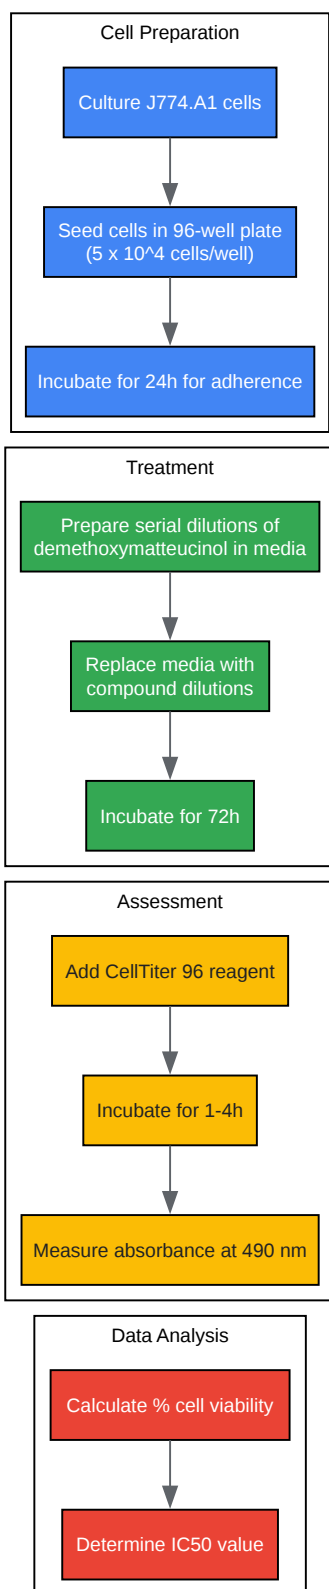 Cell Preparation
Culture J774.A1 cells
Seed cells in 96-well plate
(5 x 10^4 cells/well)
Incubate for 24h for adherence
Treatment
Prepare serial dilutions of
demethoxymatteucinol in media
Replace media with
compound dilutions
Incubate for 72h
Assessment
Add CellTiter 96 reagent
Incubate for 1-4h
Measure absorbance at 490 nm
Data Analysis
Calculate % cell viability
Determine IC50 value